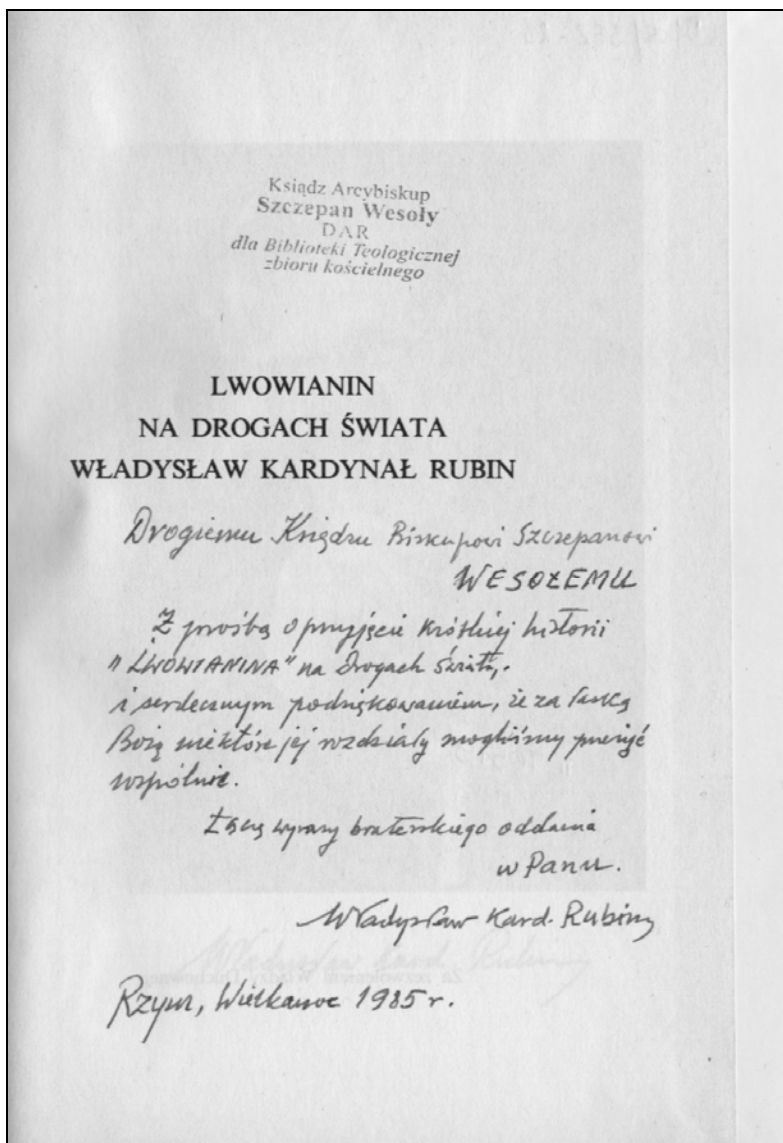 Ksiądz Arcybiskup
Szczepan Wesoły
DAR
dla Biblioteki Teologicznej
zbioru kościelnego
LWOWIANIN
NA DROGACH ŚWIATA
WŁADYSŁAW KARDYNAŁ RUBIN
Drogiemu Księdzu Biskupowi Szczepanowi
WESOŁEMU
Z prośbą o przyjęcie krótkiej historii
"LWOWIANINA" na drogach świata,
i serdecznym podziękowaniem, że za łaską
Bożą niektóre jej rozdziały mogliśmy przeżyć
wspólnie.
Łączę wyrazy braterskiego oddania
w Panu.
Władysław Kard. Rubin
Rzym, Wielkanoc 1985 r.